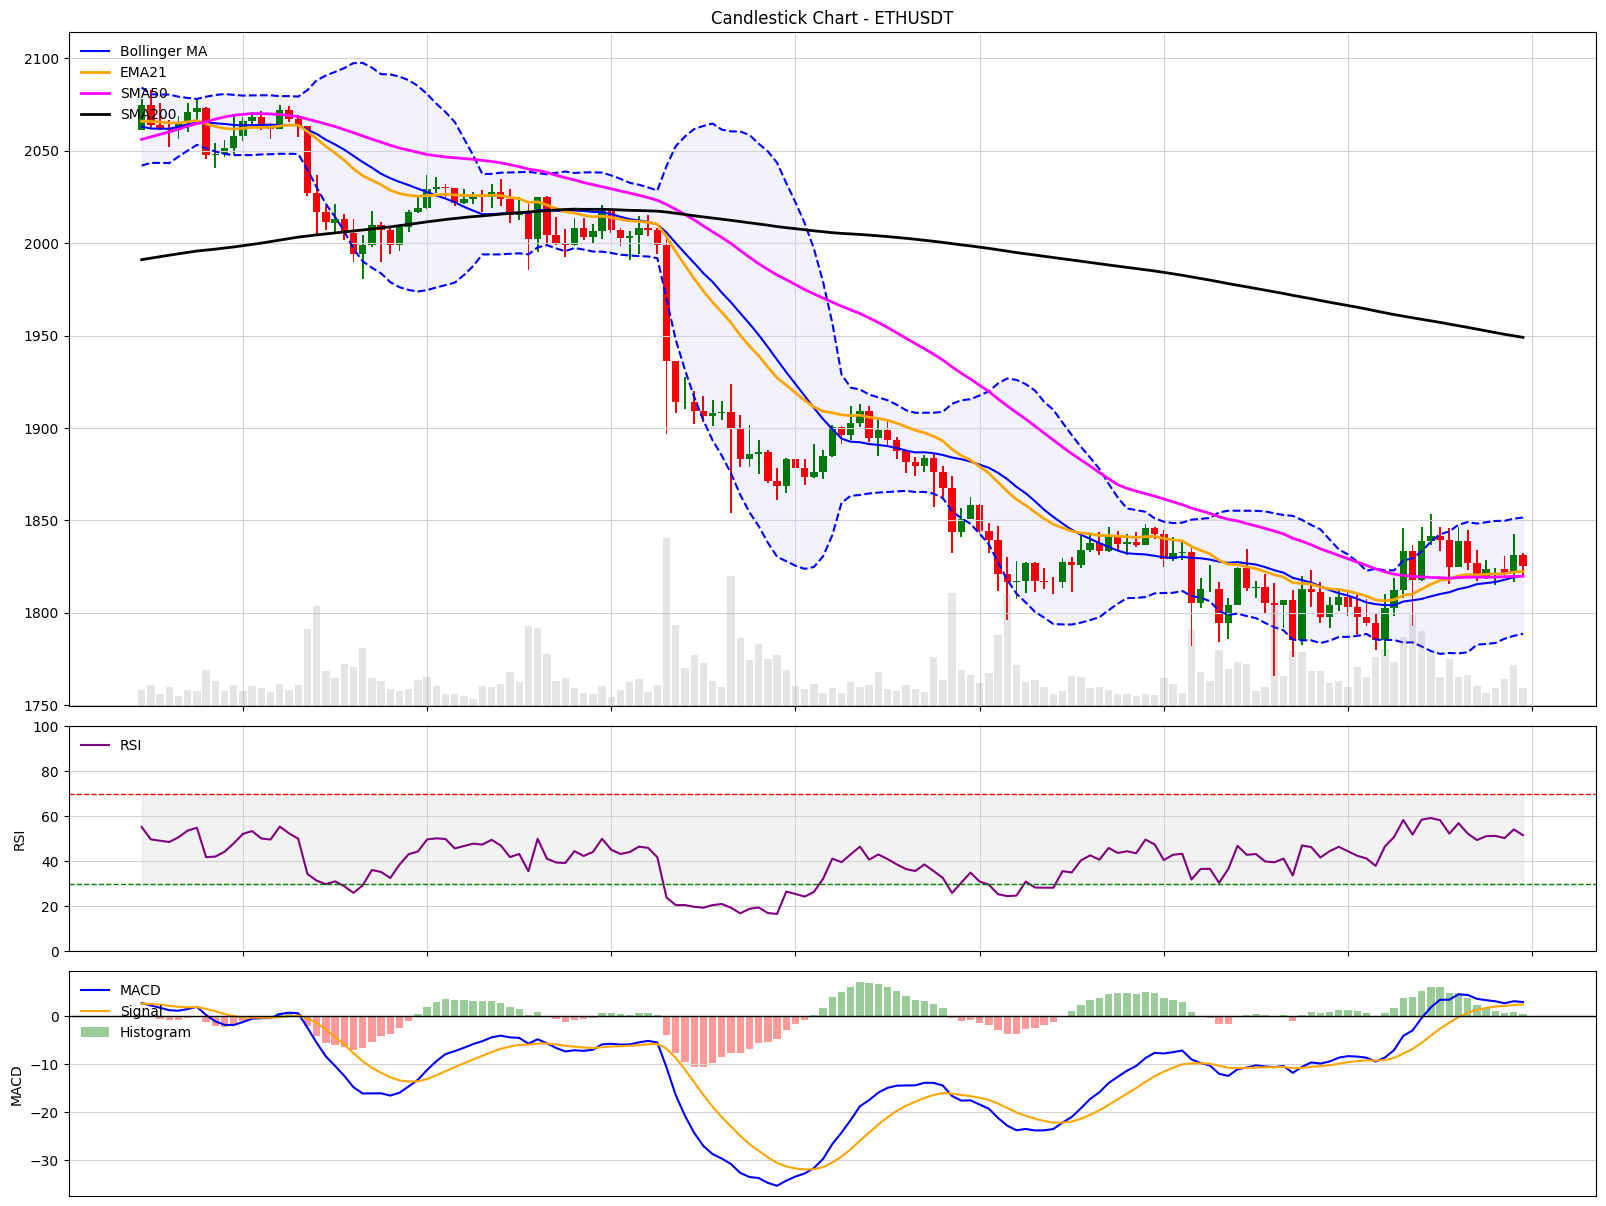 Candlestick Chart - ETHUSDT
2100
2050
2000
1950
1900
1850
1800
1750
Bollinger MA
EMA21
SMA50
SMA200
100
80
60
40
20
0
RSI
RSI
0
−10
−20
−30
MACD
MACD
Signal
Histogram